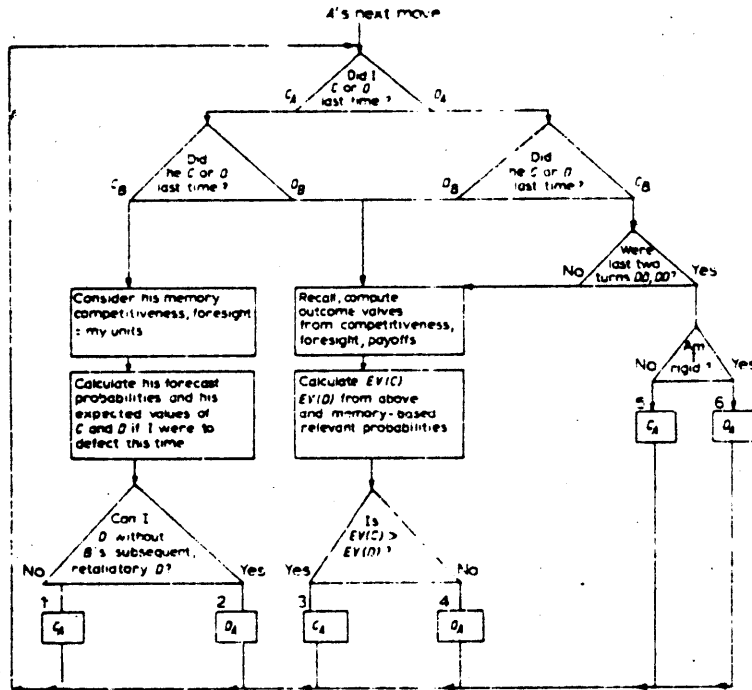 A's next move
Did I
C or D
last time?
C_A
D_A
Did
he C or D
last time?
C_B
D_B
Did
he C or D
last time?
D_B
C_B
Were
last two
turns DD, DD?
No
Yes
Consider his memory
competitiveness, foresight
= my units
Recall, compute
outcome valves
from competitiveness,
foresight, payoffs
Am
I
rigid?
No
Yes
Calculate his forecast
probabilities and his
expected values of
C and D if I were to
defect this time
Calculate EV(C)
EV(D) from above
and memory-based
relevant probabilities
5
C_A
6
D_A
Can I
D without
B's subsequent,
retaliatory D?
No
Yes
Is
EV(C) >
EV(D)?
Yes
No
1
C_A
2
D_A
3
C_A
4
D_A